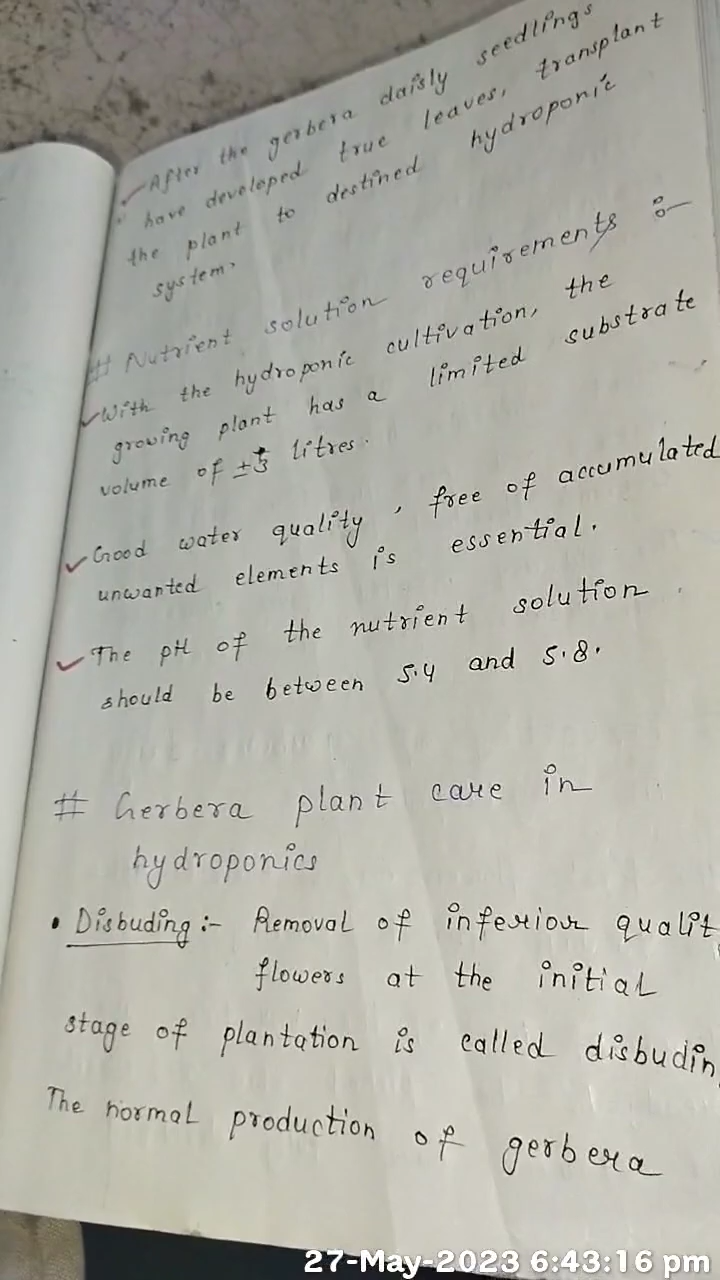 After the gerbera daisly seedlings
have developed true leaves, transplant
the plant to destined hydroponic
system.
# Nutrient solution requirements :-
With the hydroponic cultivation, the
growing plant has a limited substrate
volume of ±3 litres.
Good water quality, free of accumulated
unwanted elements is essential.
The pH of the nutrient solution
should be between 5.4 and 5.8.
# Gerbera plant care in
hydroponics
• Disbuding :- Removal of inferiour qualit
flowers at the initial
stage of plantation is called disbudin
The normal production of gerbera
27-May-2023 6:43:16 pm